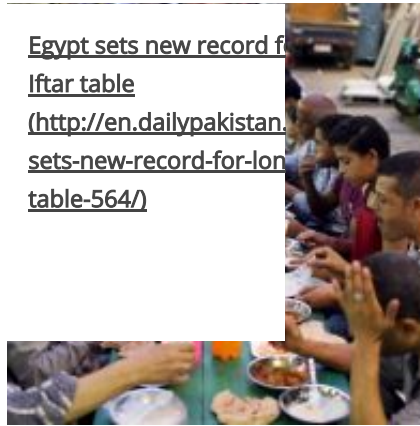 Egypt sets new record f
Iftar table
(http://en.dailypakistan.
sets-new-record-for-lon
table-564/)